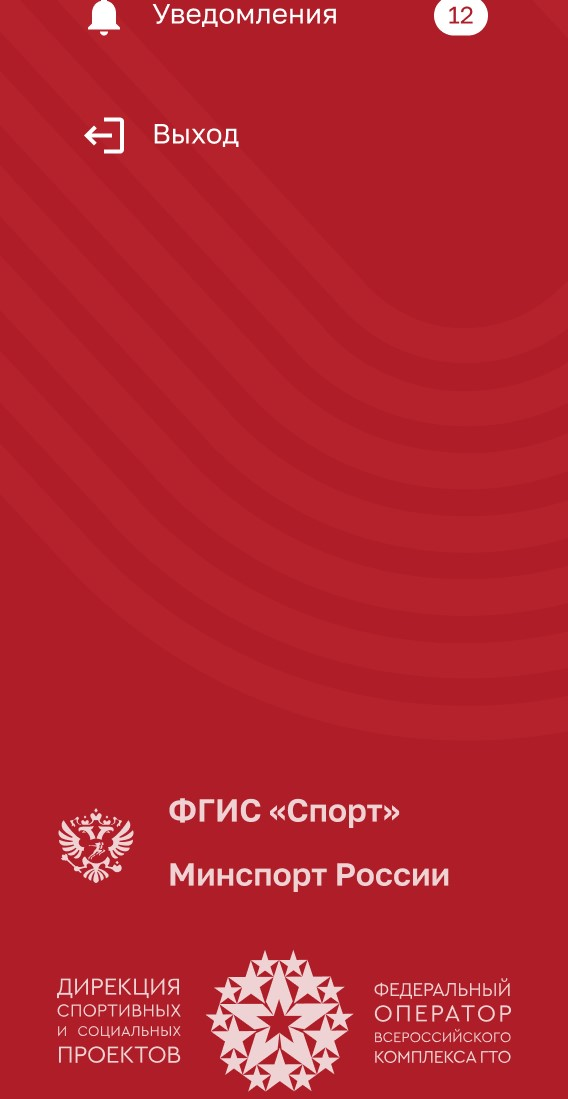 Уведомления 12
Выход
ФГИС «Спорт»
Минспорт России
ДИРЕКЦИЯ
СПОРТИВНЫХ
И СОЦИАЛЬНЫХ
ПРОЕКТОВ
ФЕДЕРАЛЬНЫЙ
ОПЕРАТОР
ВСЕРОССИЙСКОГО
КОМПЛЕКСА ГТО